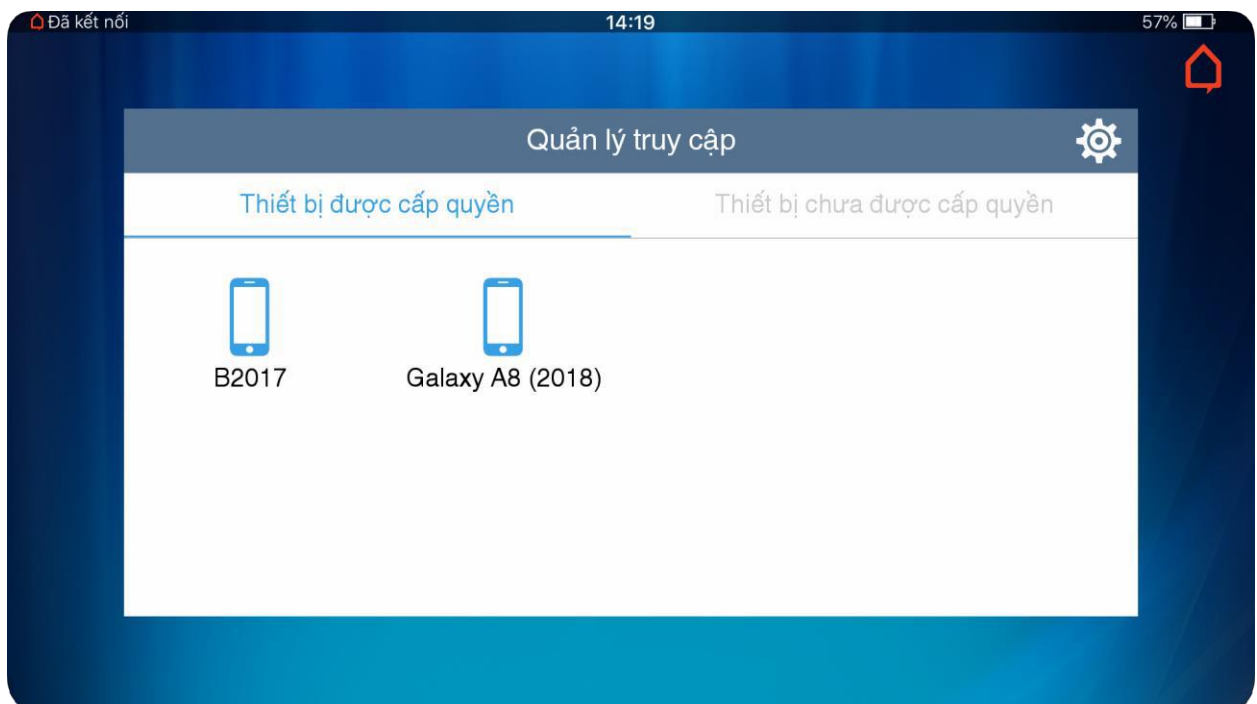 Đã kết nối 14:19 57%
Quản lý truy cập
Thiết bị được cấp quyền Thiết bị chưa được cấp quyền
B2017 Galaxy A8 (2018)